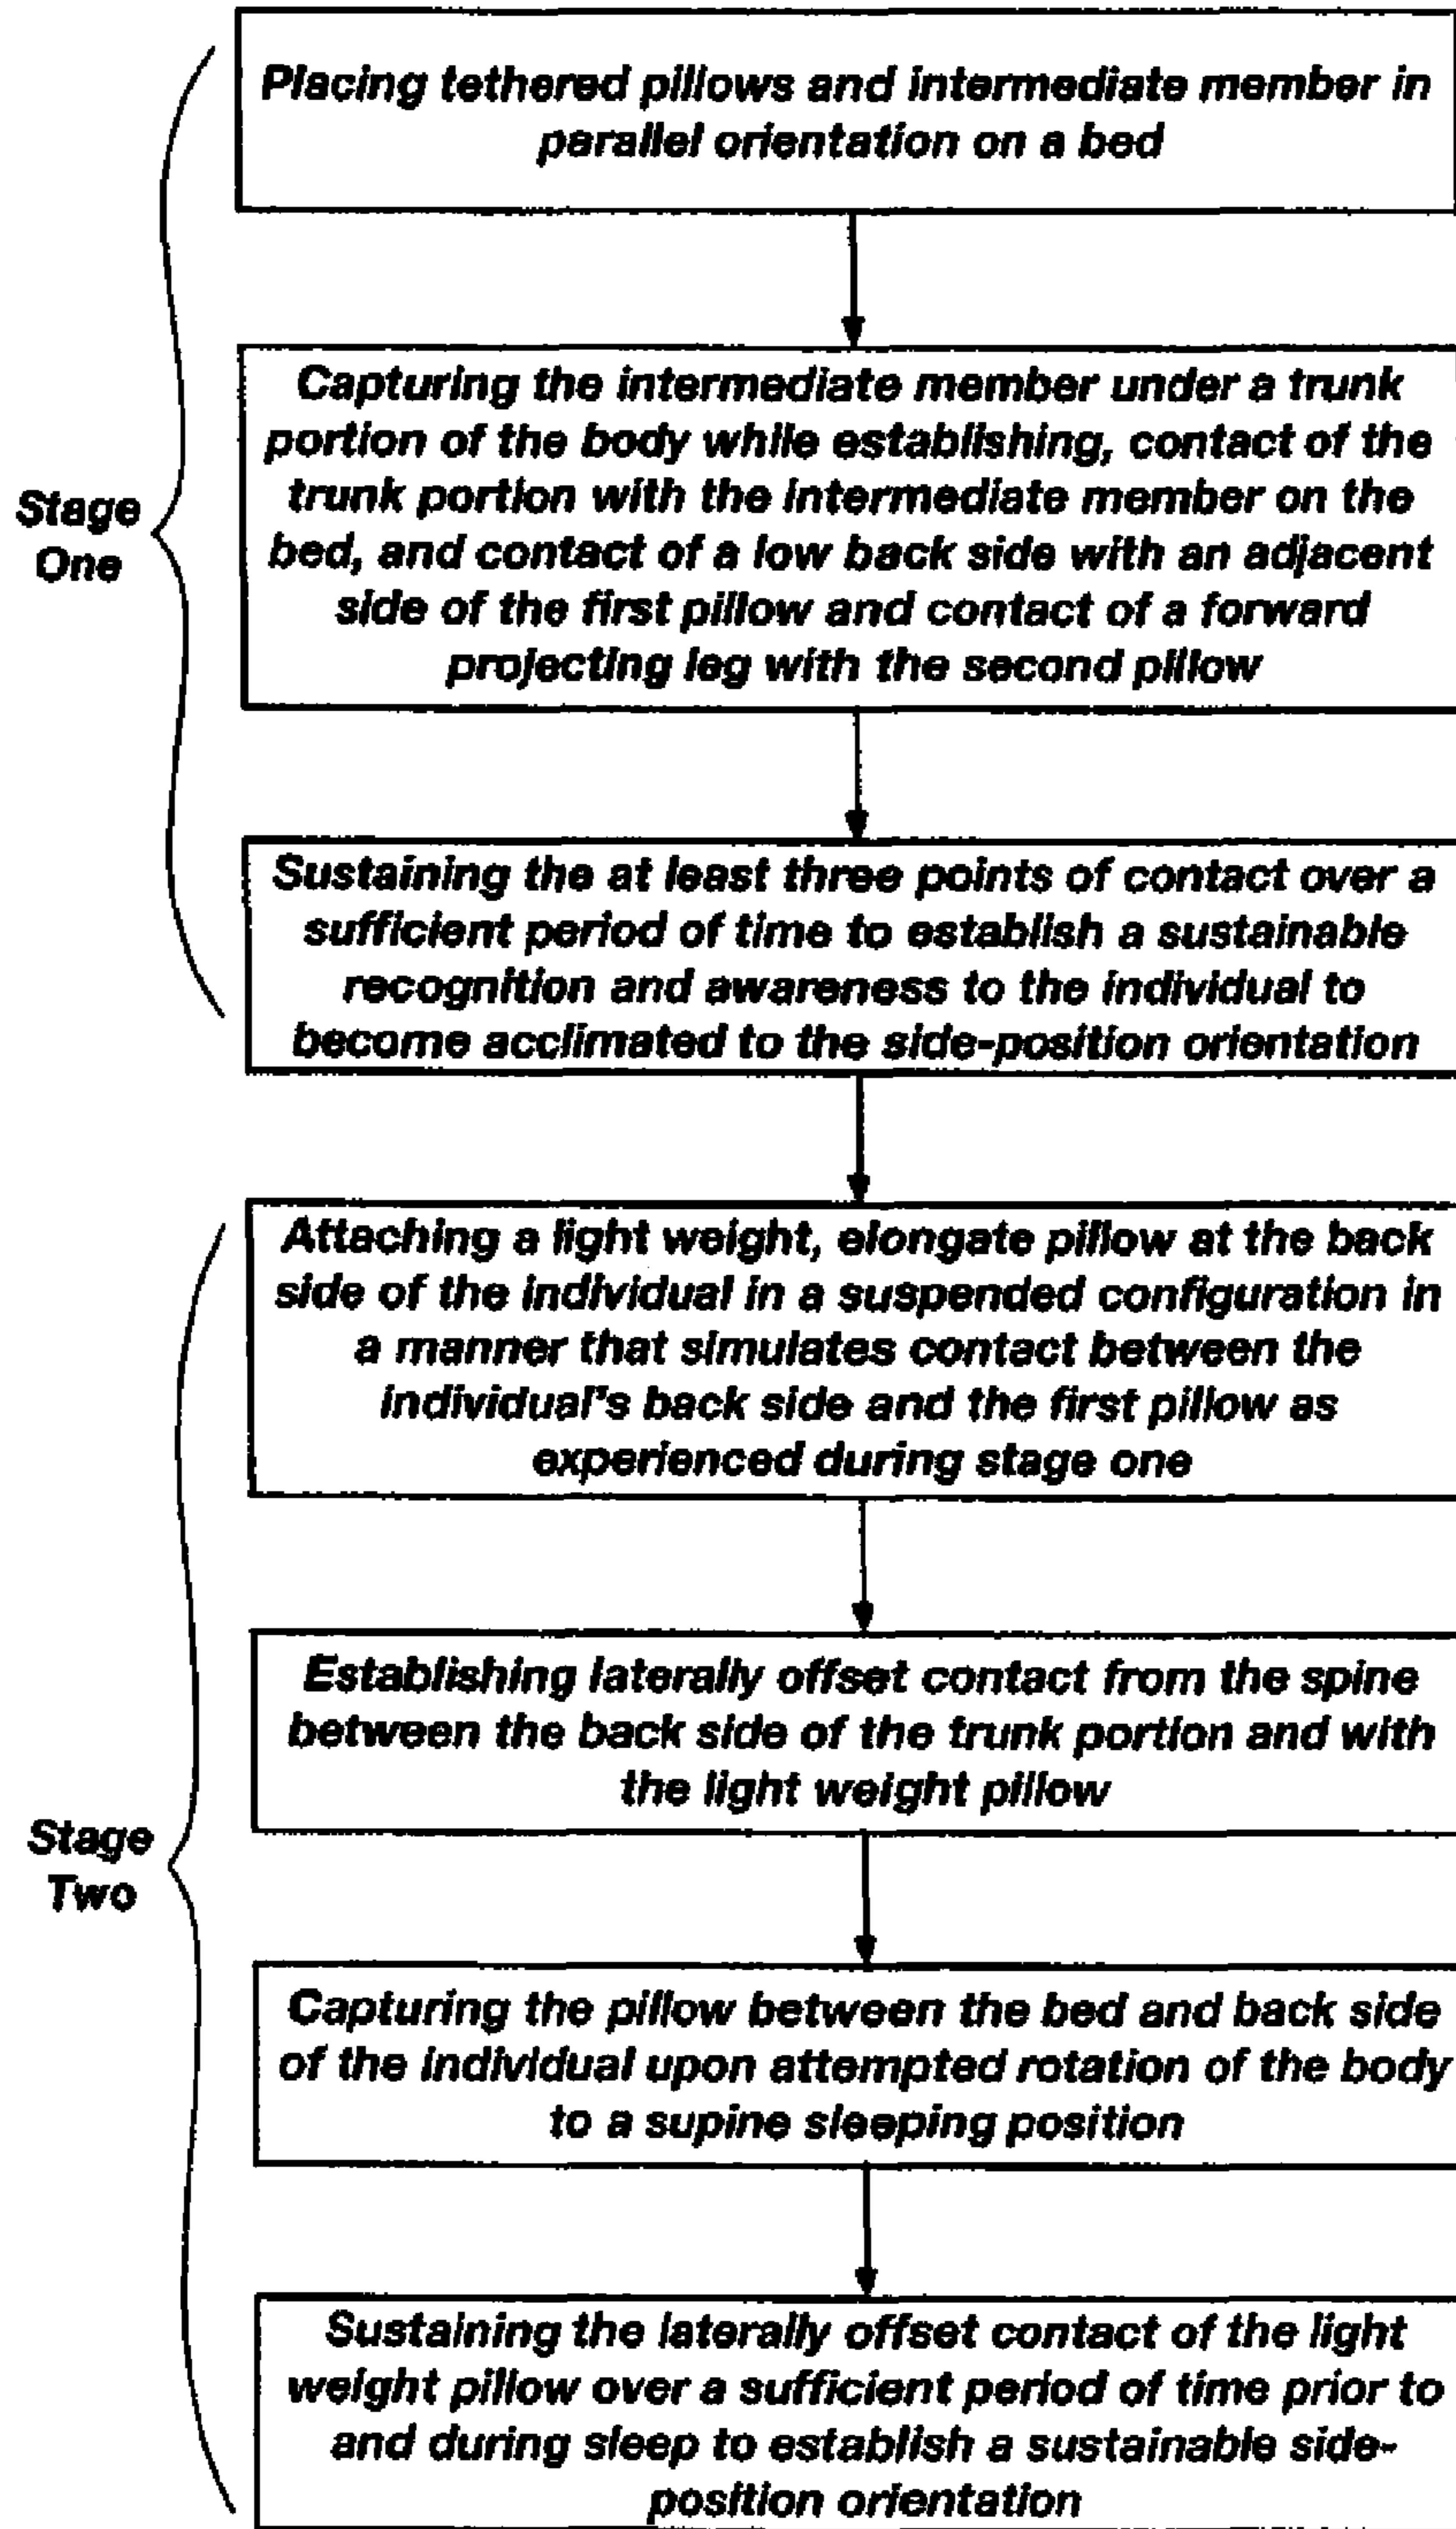 Placing tethered pillows and intermediate member in
parallel orientation on a bed
Capturing the intermediate member under a trunk
portion of the body while establishing, contact of the
trunk portion with the intermediate member on the
bed, and contact of a low back side with an adjacent
side of the first pillow and contact of a forward
projecting leg with the second pillow
Stage
One
Sustaining the at least three points of contact over a
sufficient period of time to establish a sustainable
recognition and awareness to the individual to
become acclimated to the side-position orientation
Attaching a light weight, elongate pillow at the back
side of the individual in a suspended configuration in
a manner that simulates contact between the
individual's back side and the first pillow as
experienced during stage one
Establishing laterally offset contact from the spine
between the back side of the trunk portion and with
the light weight pillow
Stage
Two
Capturing the pillow between the bed and back side
of the individual upon attempted rotation of the body
to a supine sleeping position
Sustaining the laterally offset contact of the light
weight pillow over a sufficient period of time prior to
and during sleep to establish a sustainable side-
position orientation